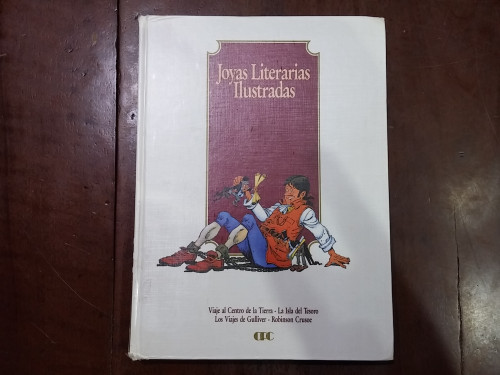 Joyas Literarias
Ilustradas
Viaje al Centro de la Tierra - La Isla del Tesoro
Los Viajes de Gulliver - Robinson Crusoe